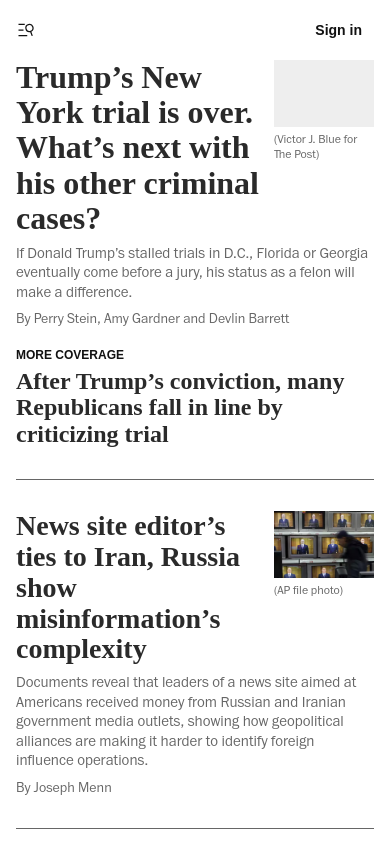 Sign in
Trump’s New
York trial is over.
What’s next with
his other criminal
cases?
(Victor J. Blue for
The Post)
If Donald Trump’s stalled trials in D.C., Florida or Georgia
eventually come before a jury, his status as a felon will
make a difference.
By Perry Stein, Amy Gardner and Devlin Barrett
MORE COVERAGE
After Trump’s conviction, many
Republicans fall in line by
criticizing trial
News site editor’s
ties to Iran, Russia
show
misinformation’s
complexity
(AP file photo)
Documents reveal that leaders of a news site aimed at
Americans received money from Russian and Iranian
government media outlets, showing how geopolitical
alliances are making it harder to identify foreign
influence operations.
By Joseph Menn